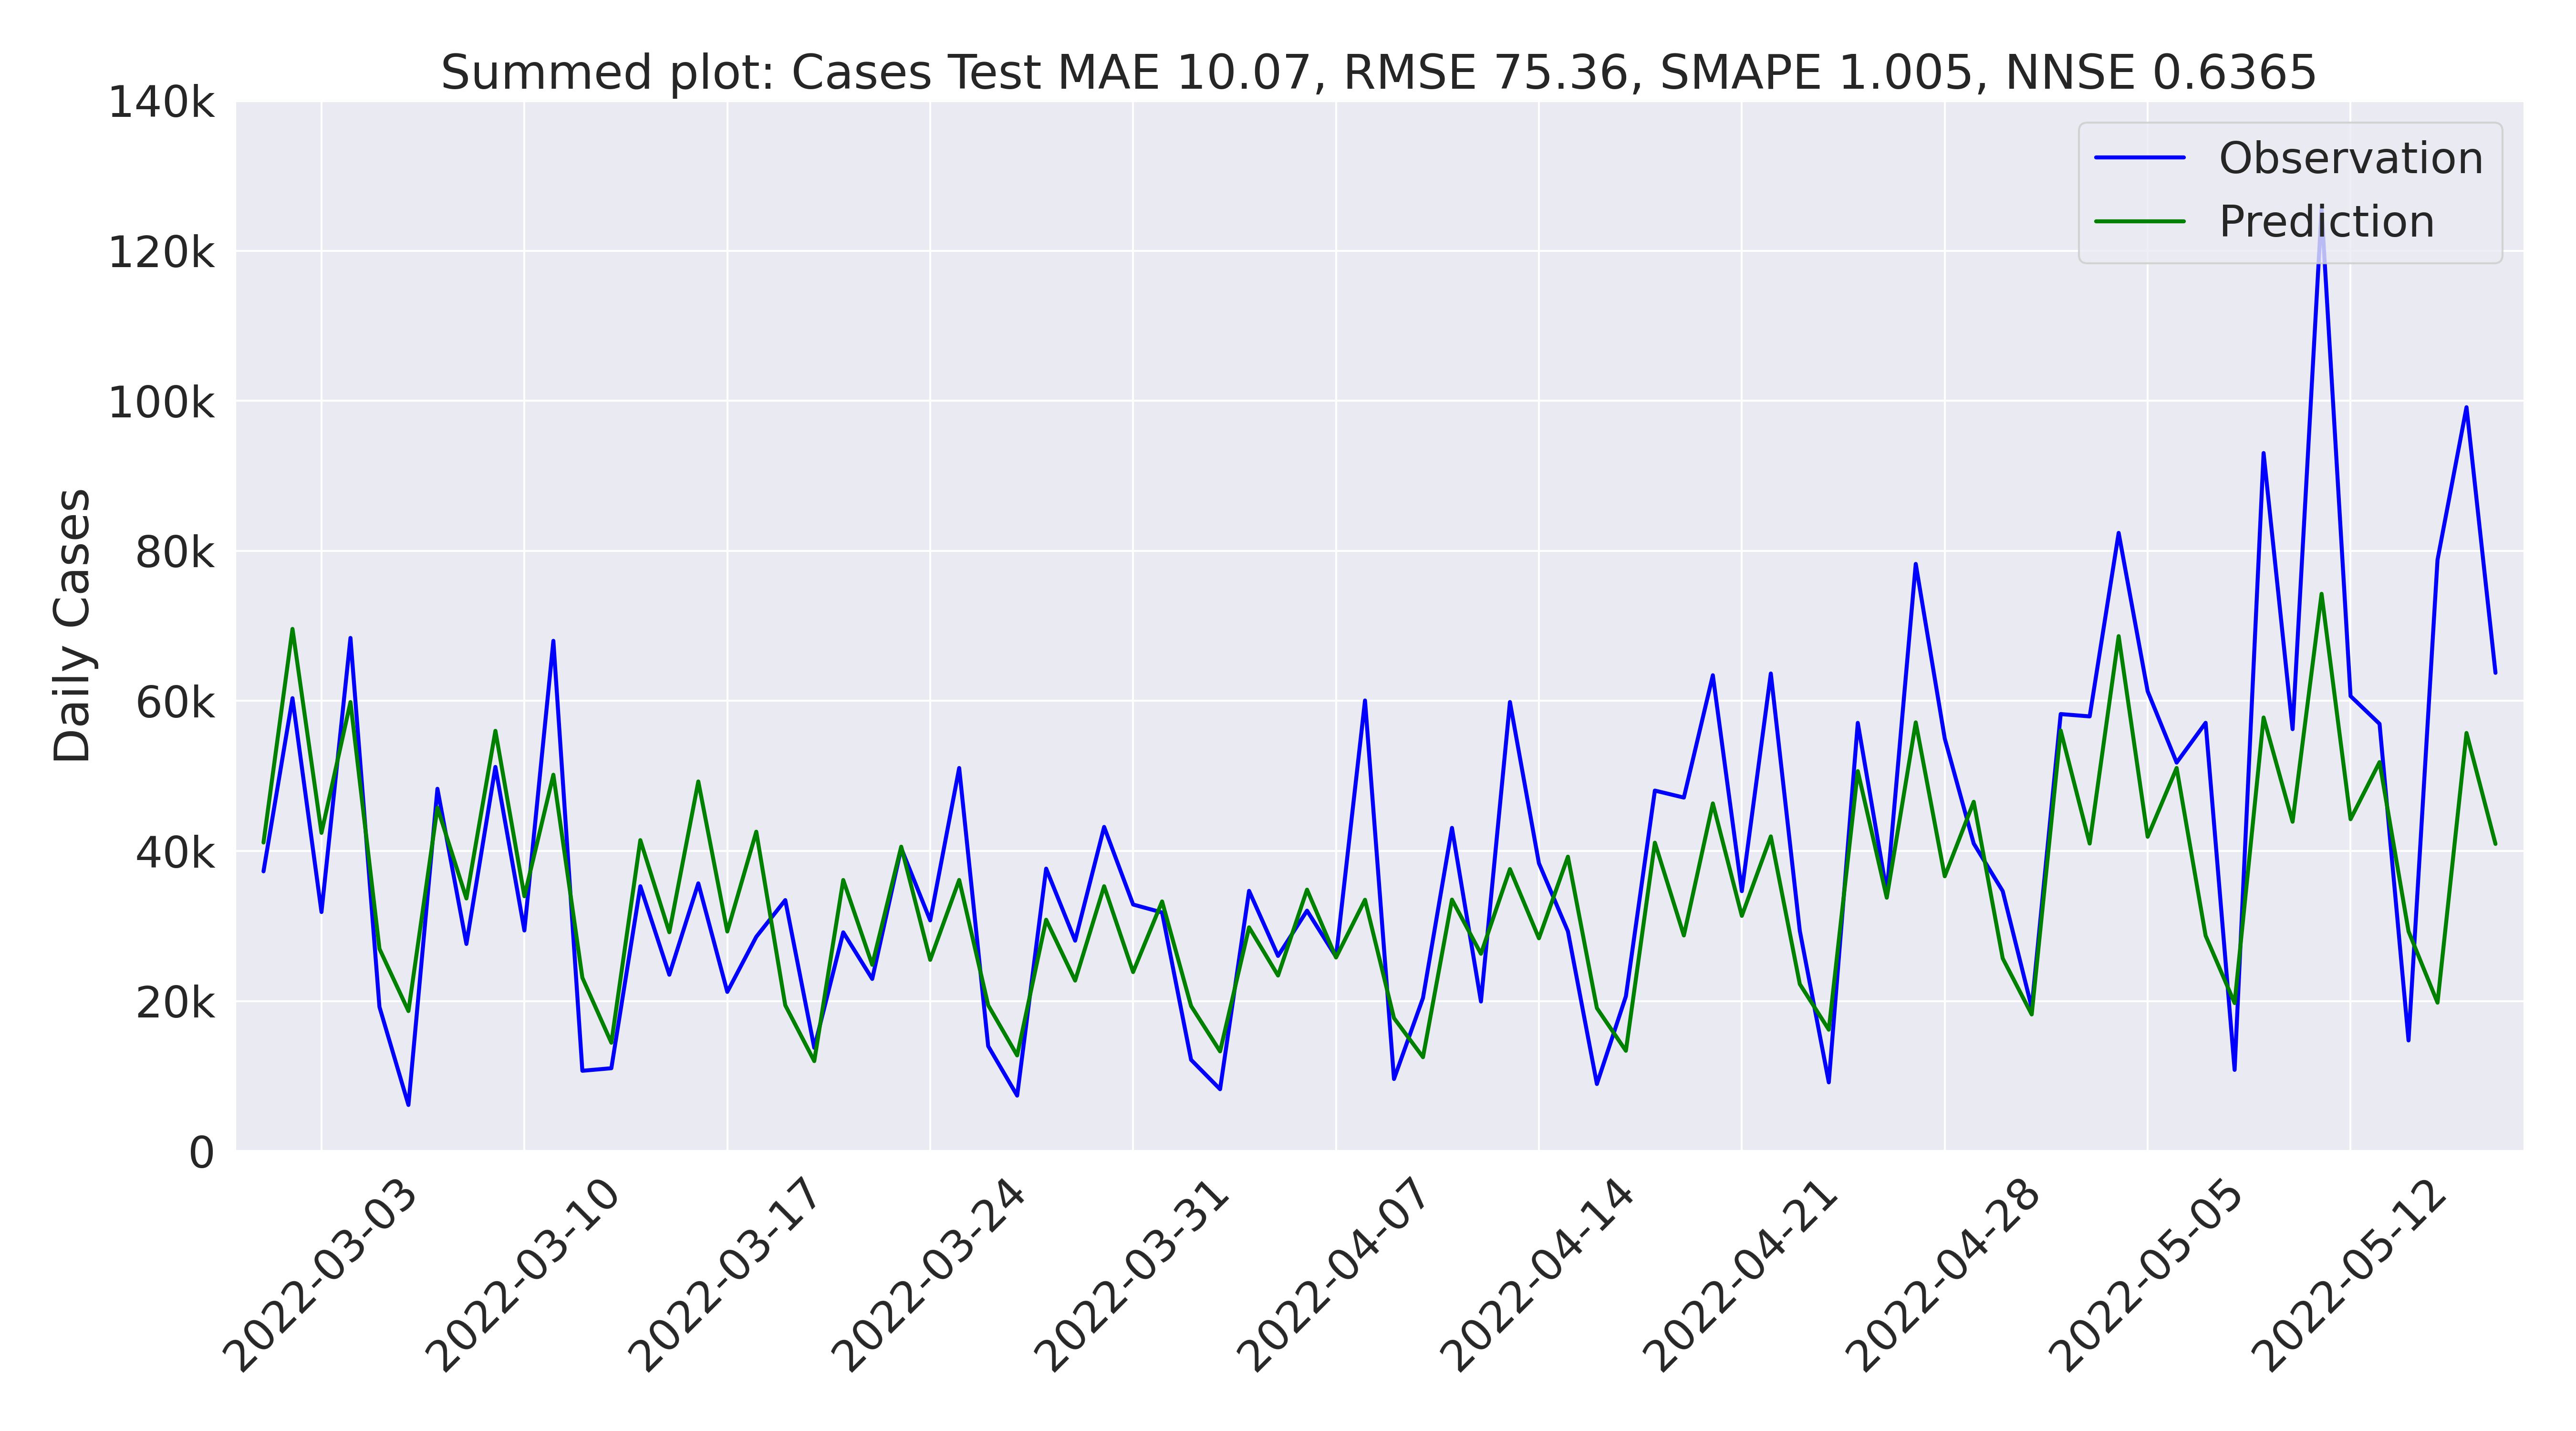 Summed plot: Cases Test MAE 10.07, RMSE 75.36, SMAPE 1.005, NNSE 0.6365
140k
120k
100k
80k
60k
40k
20k
0
Daily Cases
Observation
Prediction
2022-03-03
2022-03-10
2022-03-17
2022-03-24
2022-03-31
2022-04-07
2022-04-14
2022-04-21
2022-04-28
2022-05-05
2022-05-12